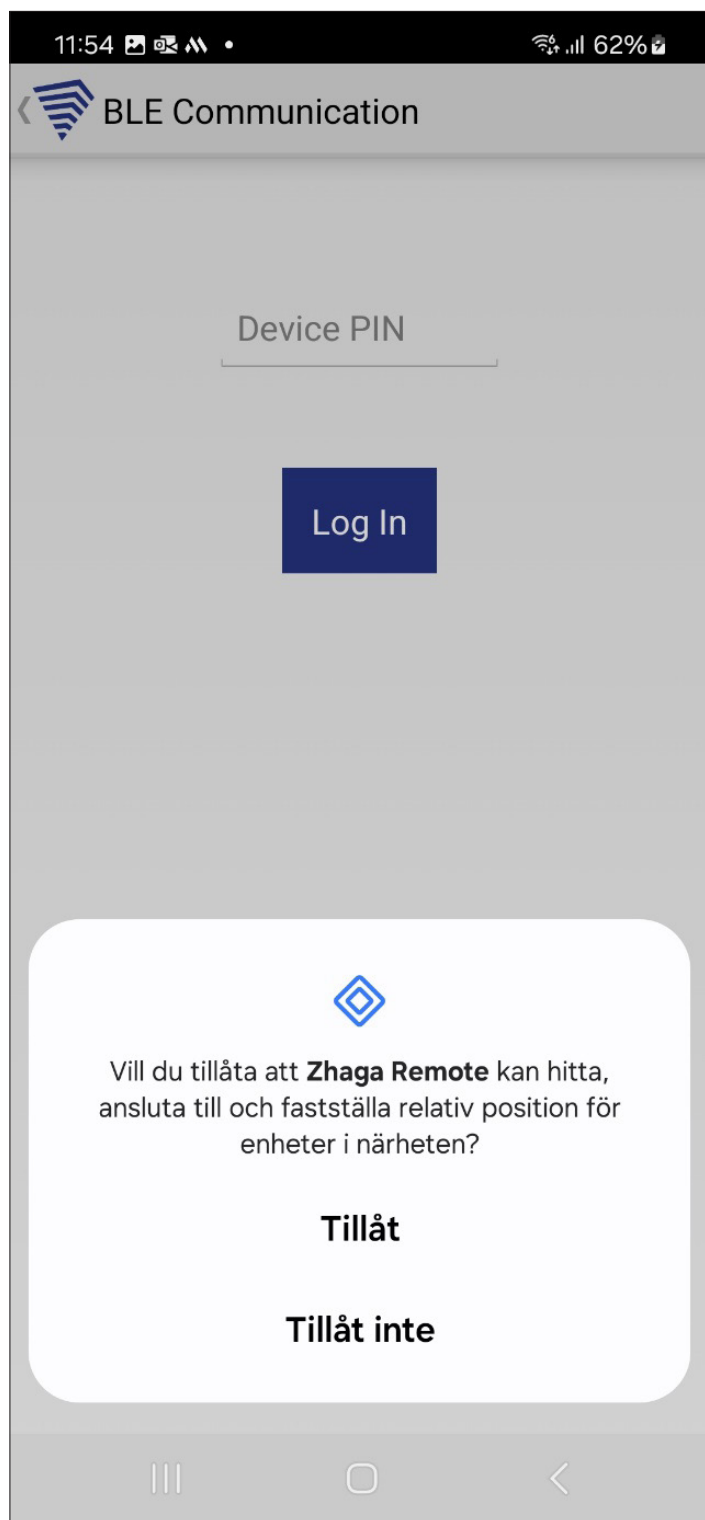 11:54 62%
BLE Communication
Device PIN
Log In
Vill du tillåta att Zhaga Remote kan hitta,
ansluta till och fastställa relativ position för
enheter i närheten?
Tillåt
Tillåt inte